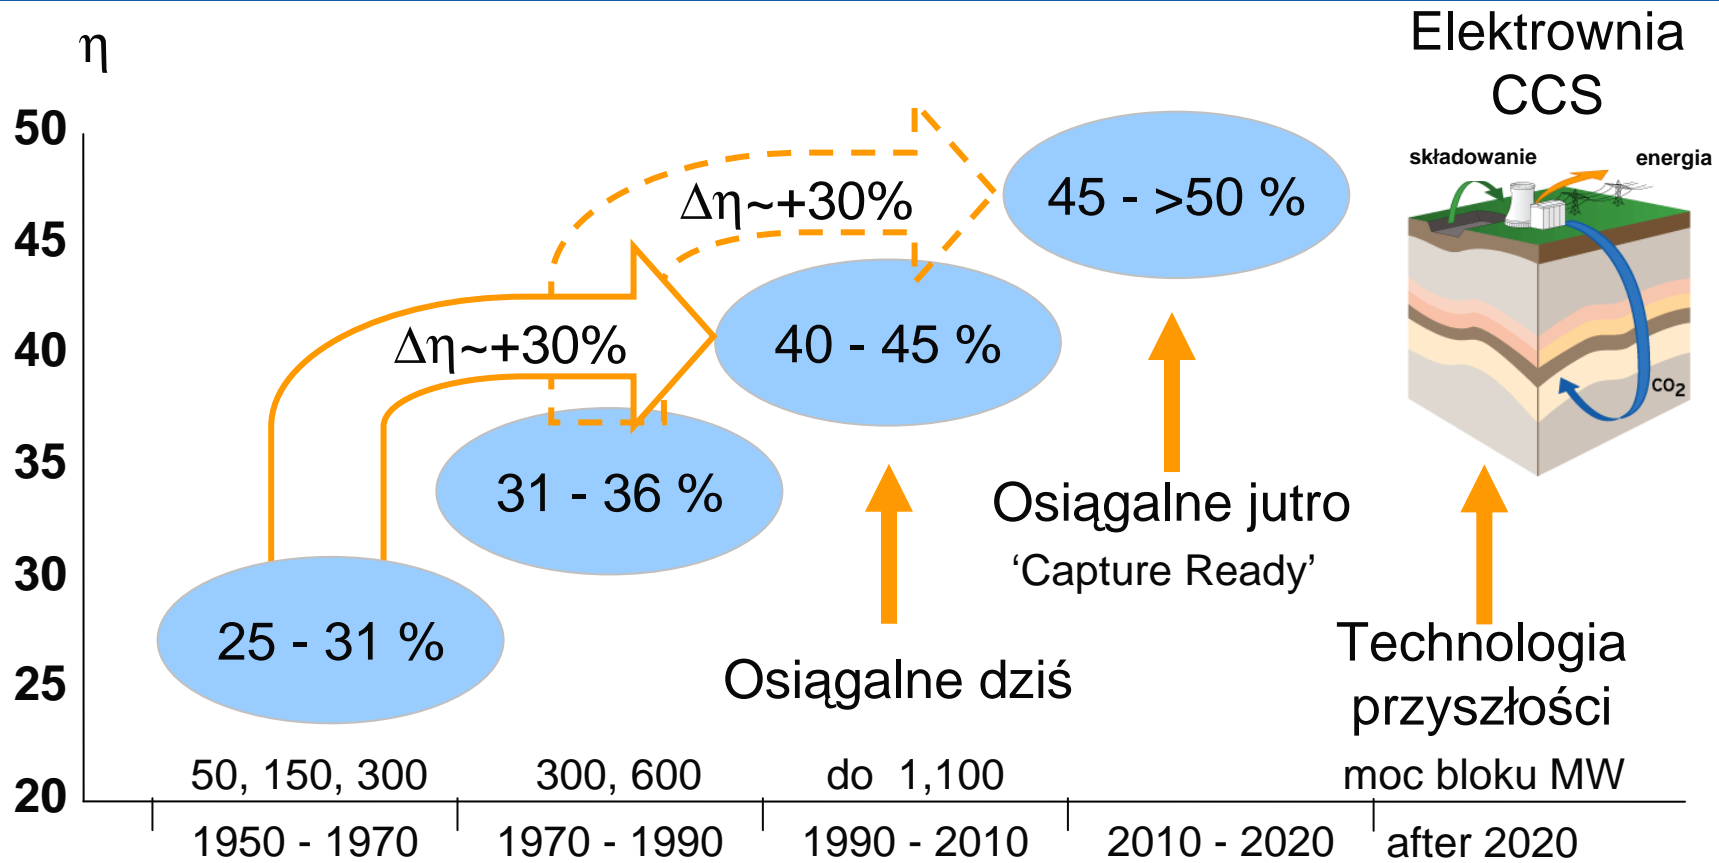 η
Elektrownia
CCS
składowanie
energia
50
45
40
35
30
25
20
Δη~+30%
45 - >50 %
Δη~+30%
40 - 45 %
CO2
31 - 36 %
Osiągalne jutro
‘Capture Ready’
25 - 31 %
Osiągalne dziś
Technologia
przyszłości
50, 150, 300
300, 600
do 1,100
moc bloku MW
1950 - 1970
1970 - 1990
1990 - 2010
2010 - 2020
after 2020